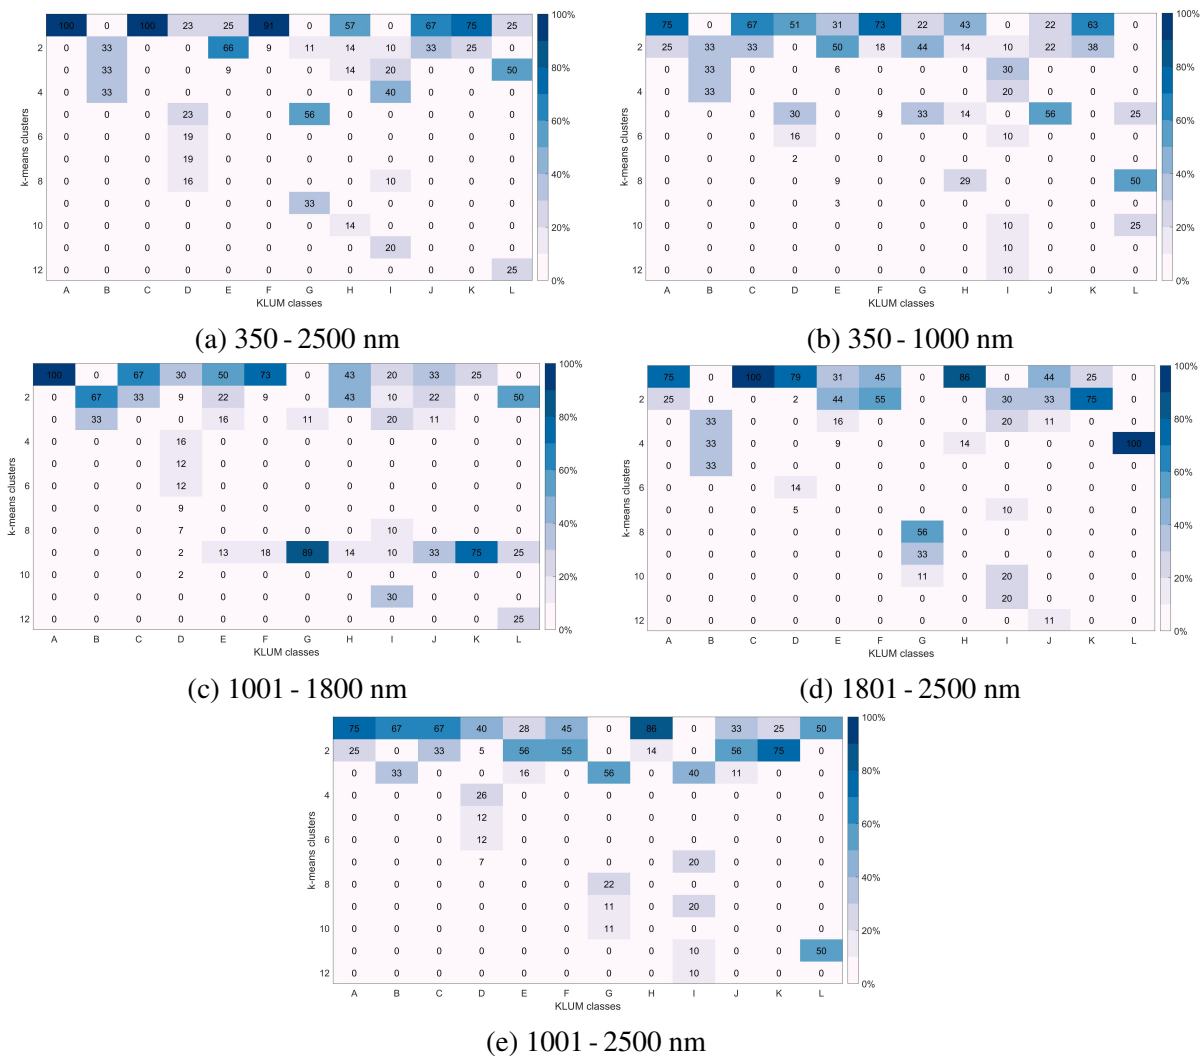 100 0 100 23 25 91 0 57 0 67 75 25 100%
2 0 33 0 0 66 9 11 14 10 33 25 0
0 33 0 0 9 0 0 14 20 0 0 50 80%
4 0 33 0 0 0 0 0 0 40 0 0 0
0 0 0 23 0 0 56 0 0 0 0 0 60%
6 0 0 0 19 0 0 0 0 0 0 0 0
0 0 0 19 0 0 0 0 0 0 0 0
8 0 0 0 16 0 0 0 0 10 0 0 0 40%
0 0 0 0 0 0 33 0 0 0 0 0
10 0 0 0 0 0 0 0 14 0 0 0 0 20%
0 0 0 0 0 0 0 0 20 0 0 0
12 0 0 0 0 0 0 0 0 0 0 0 25 0%
k-means clusters
A B C D E F G H I J K L
KLUM classes
(a) 350 - 2500 nm
75 0 67 51 31 73 22 43 0 22 63 0 100%
2 25 33 33 0 50 18 44 14 10 22 38 0
0 33 0 0 6 0 0 0 30 0 0 0 80%
4 0 33 0 0 0 0 0 0 20 0 0 0
0 0 0 30 0 9 33 14 0 56 0 25 60%
6 0 0 0 16 0 0 0 0 10 0 0 0
0 0 0 2 0 0 0 0 0 0 0 0
8 0 0 0 0 9 0 0 29 0 0 0 50 40%
0 0 0 0 3 0 0 0 0 0 0 0
10 0 0 0 0 0 0 0 0 10 0 0 25 20%
0 0 0 0 0 0 0 0 10 0 0 0
12 0 0 0 0 0 0 0 0 10 0 0 0 0%
k-means clusters
A B C D E F G H I J K L
KLUM classes
(b) 350 - 1000 nm
100 0 67 30 50 73 0 43 20 33 25 0 100%
2 0 67 33 9 22 9 0 43 10 22 0 50
0 33 0 0 16 0 11 0 20 11 0 0 80%
4 0 0 0 16 0 0 0 0 0 0 0 0
0 0 0 12 0 0 0 0 0 0 0 0 60%
6 0 0 0 12 0 0 0 0 0 0 0 0
0 0 0 9 0 0 0 0 0 0 0 0
8 0 0 0 7 0 0 0 0 10 0 0 0 40%
0 0 0 2 13 18 89 14 10 33 75 25
10 0 0 0 2 0 0 0 0 0 0 0 0 20%
0 0 0 0 0 0 0 0 30 0 0 0
12 0 0 0 0 0 0 0 0 0 0 0 25 0%
k-means clusters
A B C D E F G H I J K L
KLUM classes
(c) 1001 - 1800 nm
75 0 100 79 31 45 0 86 0 44 25 0 100%
2 25 0 0 2 44 55 0 0 30 33 75 0
0 33 0 0 16 0 0 0 20 11 0 0 80%
4 0 33 0 0 9 0 0 14 0 0 0 100
0 33 0 0 0 0 0 0 0 0 0 0 60%
6 0 0 0 14 0 0 0 0 0 0 0 0
0 0 0 5 0 0 0 0 10 0 0 0
8 0 0 0 0 0 0 56 0 0 0 0 0 40%
0 0 0 0 0 0 33 0 0 0 0 0
10 0 0 0 0 0 0 11 0 20 0 0 0 20%
0 0 0 0 0 0 0 0 20 0 0 0
12 0 0 0 0 0 0 0 0 0 11 0 0 0%
k-means clusters
A B C D E F G H I J K L
KLUM classes
(d) 1801 - 2500 nm
75 67 67 40 28 45 0 86 0 33 25 50 100%
2 25 0 33 5 56 55 0 14 0 56 75 0
0 33 0 0 16 0 56 0 40 11 0 0 80%
4 0 0 0 26 0 0 0 0 0 0 0 0
0 0 0 12 0 0 0 0 0 0 0 0 60%
6 0 0 0 12 0 0 0 0 0 0 0 0
0 0 0 7 0 0 0 0 20 0 0 0
8 0 0 0 0 0 0 22 0 0 0 0 0 40%
0 0 0 0 0 0 11 0 20 0 0 0
10 0 0 0 0 0 0 11 0 0 0 0 0 20%
0 0 0 0 0 0 0 0 10 0 0 50
12 0 0 0 0 0 0 0 0 10 0 0 0 0%
k-means clusters
A B C D E F G H I J K L
KLUM classes
(e) 1001 - 2500 nm